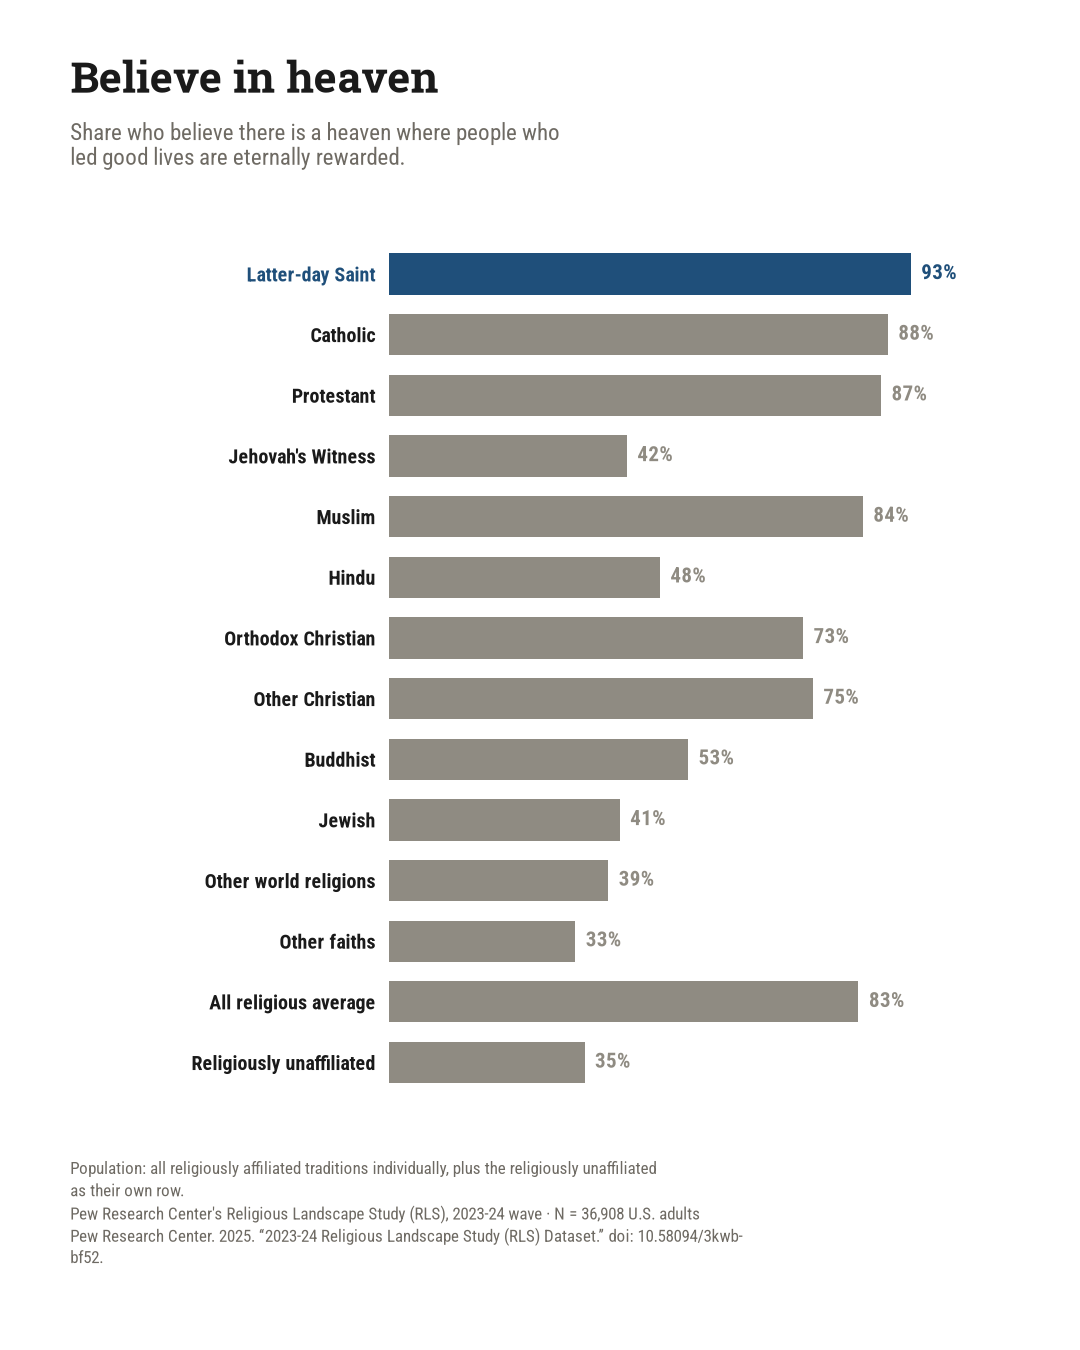 Believe in heaven
Share who believe there is a heaven where people who
led good lives are eternally rewarded.
Latter-day Saint 93%
Catholic 88%
Protestant 87%
Jehovah's Witness 42%
Muslim 84%
Hindu 48%
Orthodox Christian 73%
Other Christian 75%
Buddhist 53%
Jewish 41%
Other world religions 39%
Other faiths 33%
All religious average 83%
Religiously unaffiliated 35%
Population: all religiously affiliated traditions individually, plus the religiously unaffiliated
as their own row.
Pew Research Center's Religious Landscape Study (RLS), 2023-24 wave · N = 36,908 U.S. adults
Pew Research Center. 2025. “2023-24 Religious Landscape Study (RLS) Dataset.” doi: 10.58094/3kwb-
bf52.